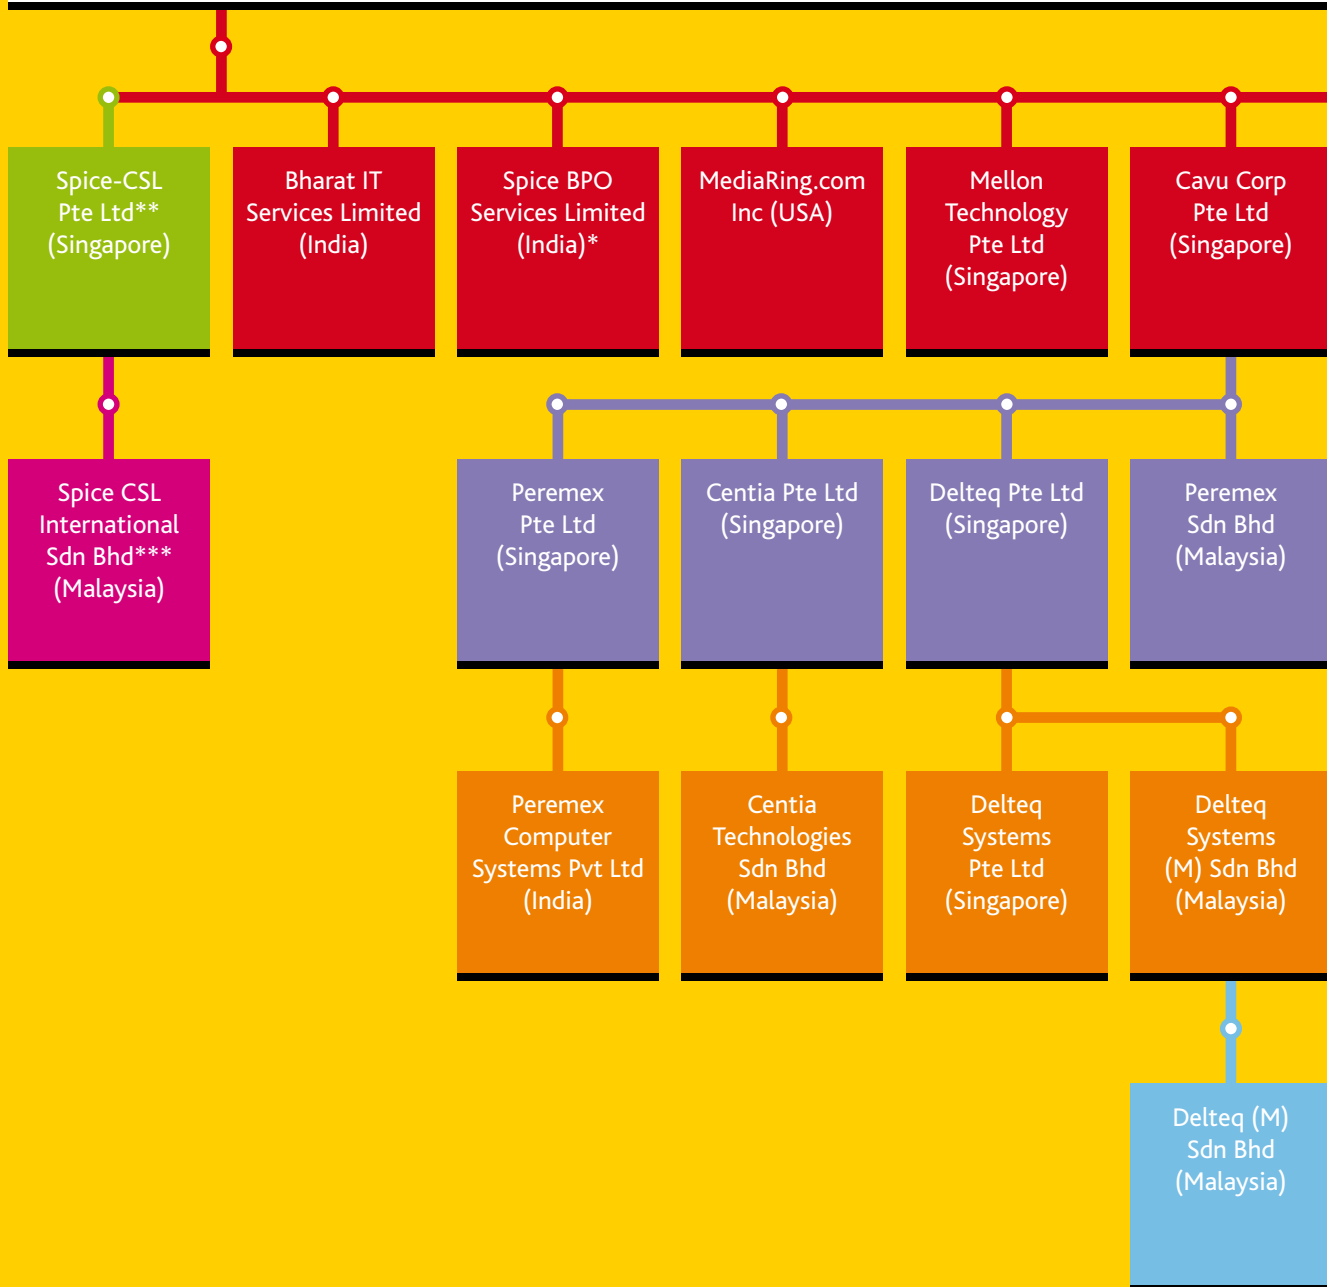 Spice-CSL
Pte Ltd**
(Singapore)
Bharat IT
Services Limited
(India)
Spice BPO
Services Limited
(India)*
MediaRing.com
Inc (USA)
Mellon
Technology
Pte Ltd
(Singapore)
Cavu Corp
Pte Ltd
(Singapore)
Spice CSL
International
Sdn Bhd***
(Malaysia)
Peremex
Pte Ltd
(Singapore)
Centia Pte Ltd
(Singapore)
Delteq Pte Ltd
(Singapore)
Peremex
Sdn Bhd
(Malaysia)
Peremex
Computer
Systems Pvt Ltd
(India)
Centia
Technologies
Sdn Bhd
(Malaysia)
Delteq
Systems
Pte Ltd
(Singapore)
Delteq
Systems
(M) Sdn Bhd
(Malaysia)
Delteq (M)
Sdn Bhd
(Malaysia)